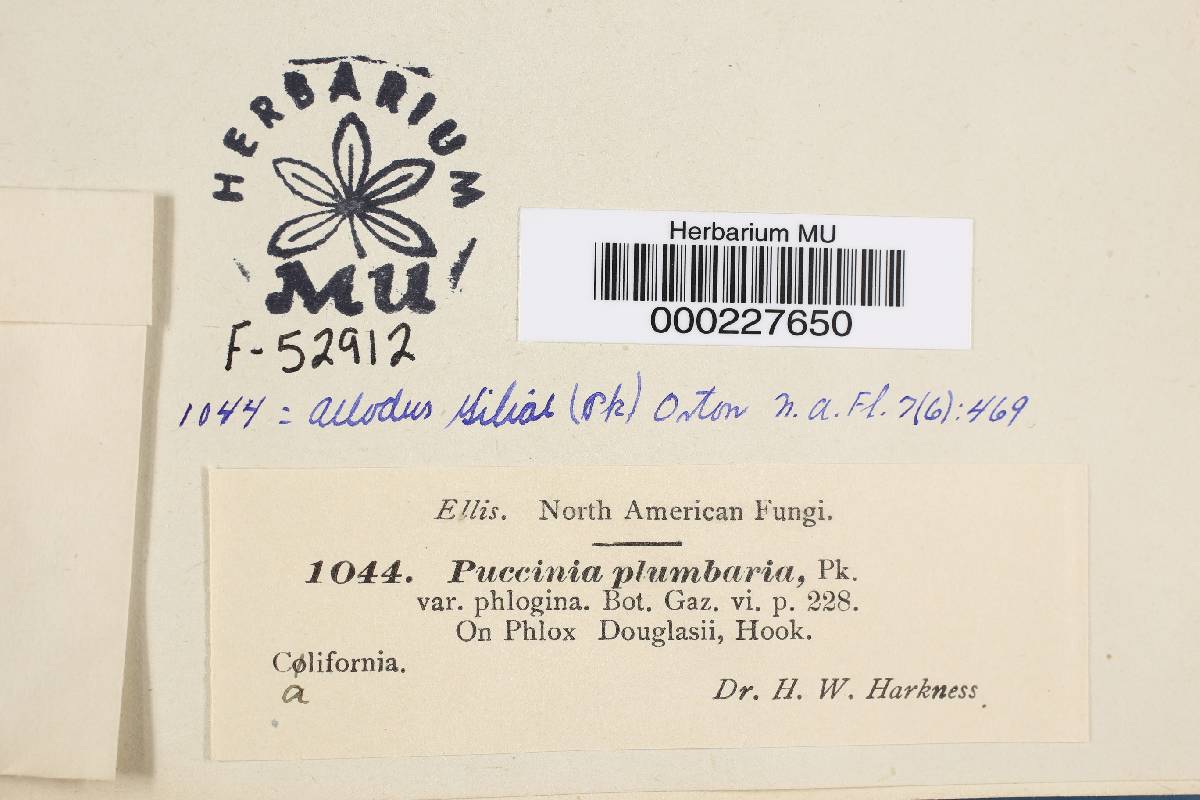 HERBARIUM
MU
F-52912
Herbarium MU
000227650
1044 = Allodus Giliae (Pk) Orton N. A. Fl. 7(6):469
Ellis. North American Fungi.
1044. Puccinia plumbaria, Pk.
var. phlogina. Bot. Gaz. vi. p. 228.
On Phlox Douglasii, Hook.
Colifornia.
a
Dr. H. W. Harkness.